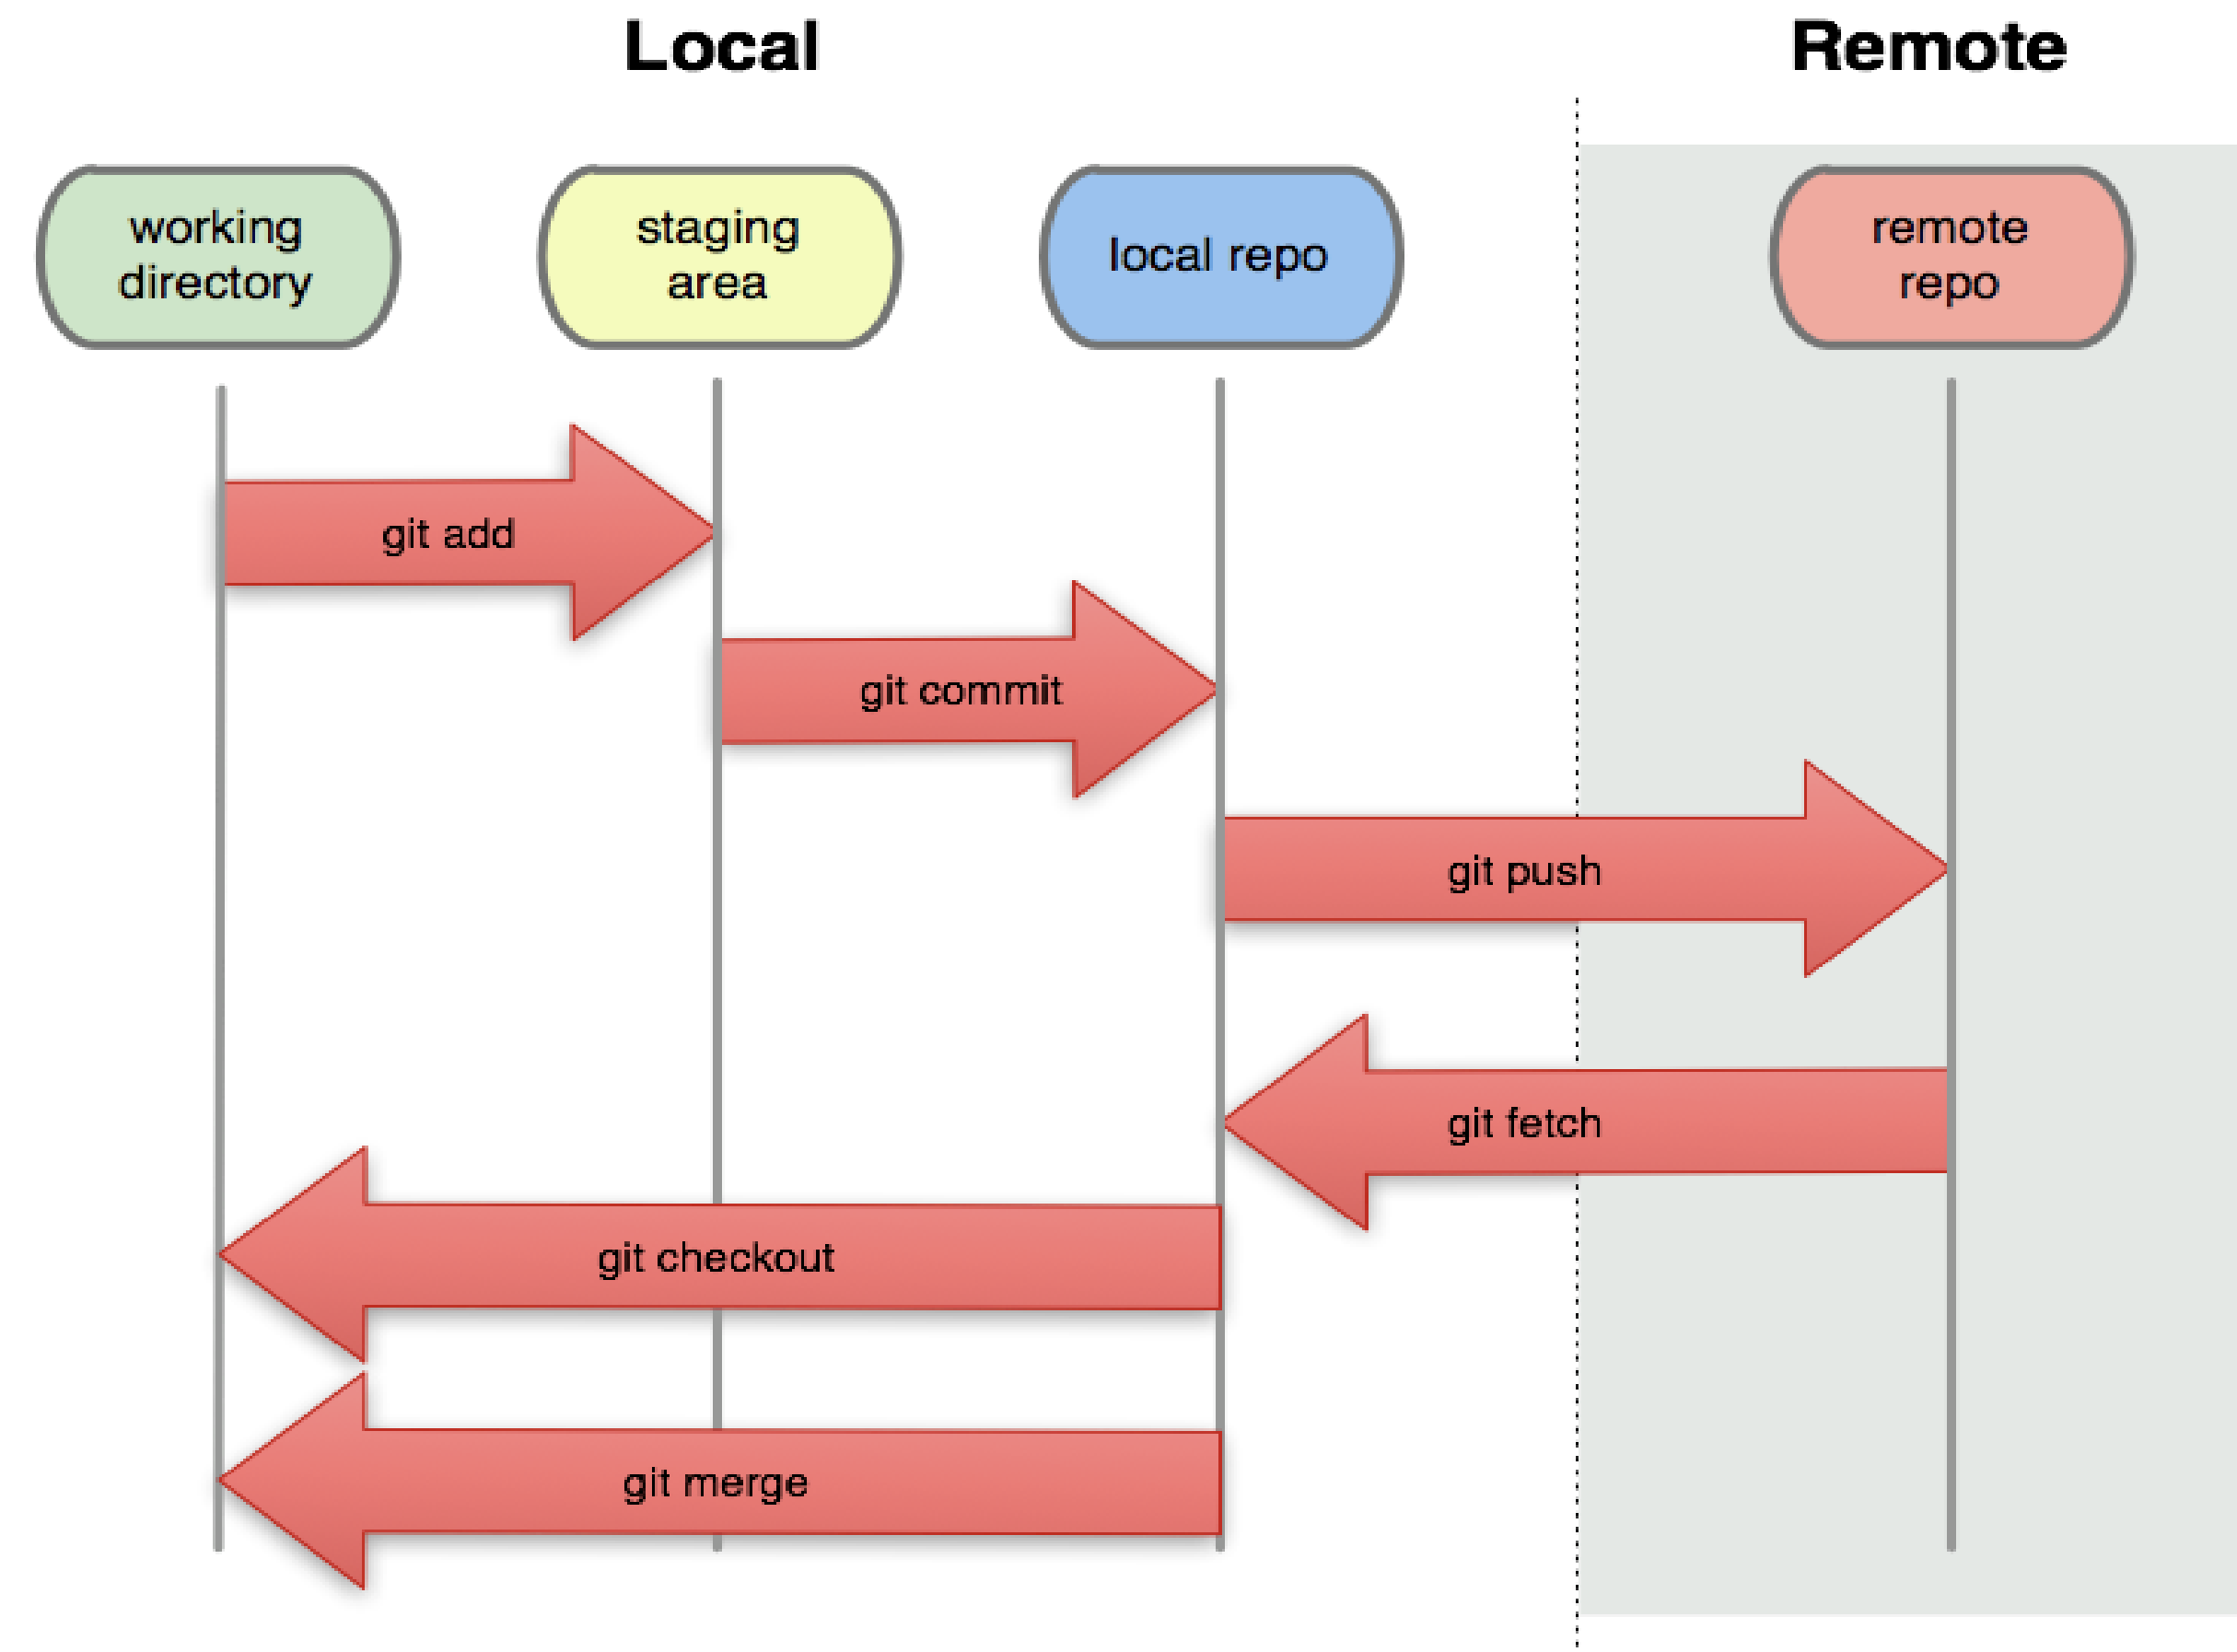 Local
Remote
working
directory
staging
area
local repo
remote
repo
git add
git commit
git push
git fetch
git checkout
git merge